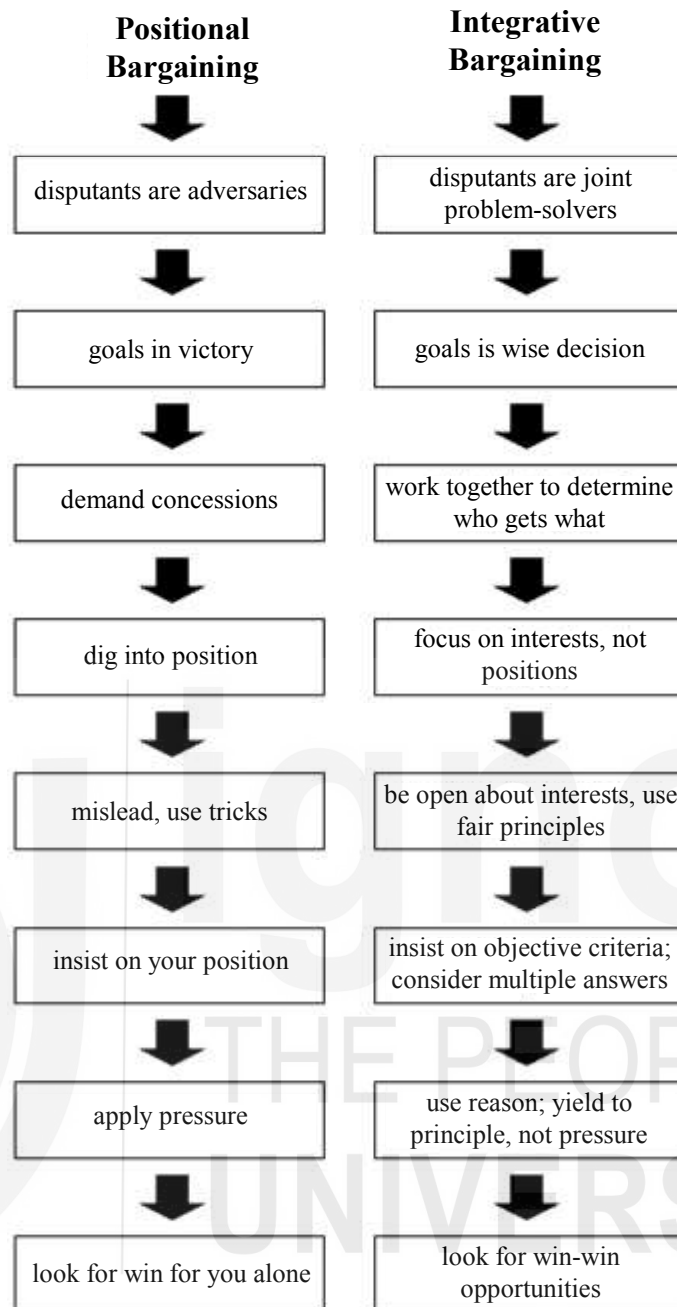 Positional
Bargaining
disputants are adversaries
goals in victory
demand concessions
dig into position
mislead, use tricks
insist on your position
apply pressure
look for win for you alone
Integrative
Bargaining
disputants are joint
problem-solvers
goals is wise decision
work together to determine
who gets what
focus on interests, not
positions
be open about interests, use
fair principles
insist on objective criteria;
consider multiple answers
use reason; yield to
principle, not pressure
look for win-win
opportunities
THE PEOP
UNIVERS